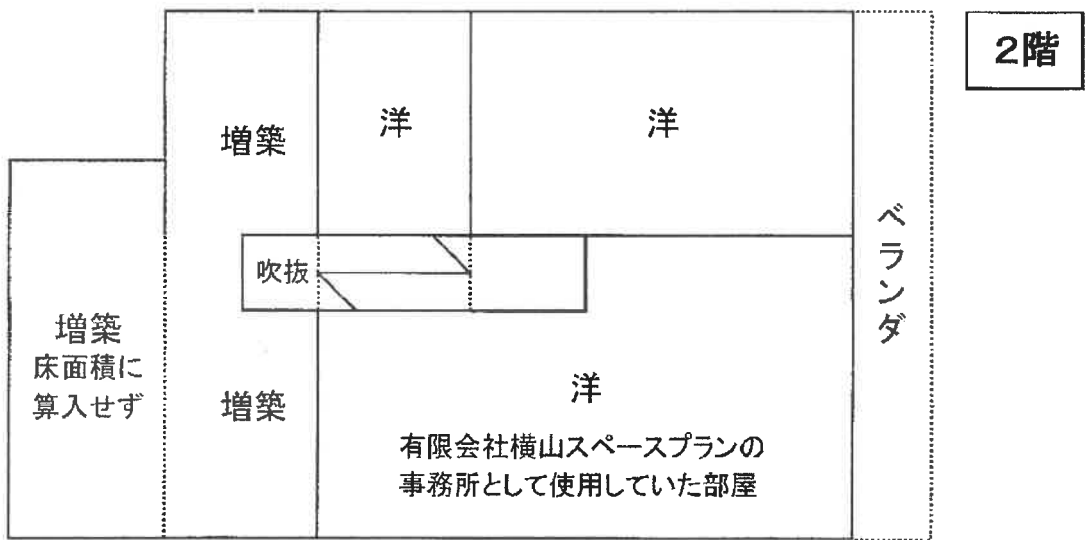 2階
増築
洋
洋
ベランダ
吹抜
増築
床面積に
算入せず
増築
洋
有限会社横山スペースプランの
事務所として使用していた部屋